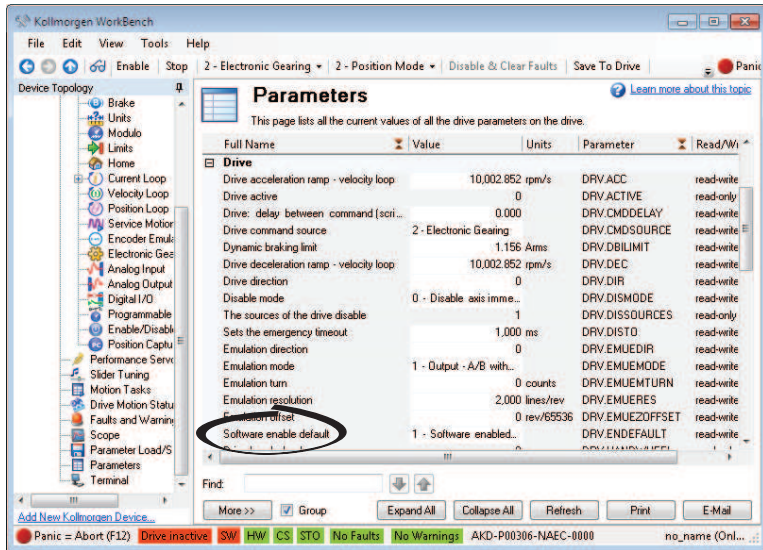 Kollmorgen WorkBench
File Edit View Tools Help
Enable Stop 2 - Electronic Gearing 2 - Position Mode Disable & Clear Faults Save To Drive Panic
Device Topology
Brake
Units
Modulo
Limits
Home
Current Loop
Velocity Loop
Position Loop
Service Motior
Encoder Emula
Electronic Gea
Analog Input
Analog Output
Digital I/O
Programmable
Enable/Disabl
Position Captu
Performance Servo
Slider Tuning
Motion Tasks
Drive Motion Statu
Faults and Warning
Scope
Parameter Load/S
Parameters
Terminal
Add New Kollmorgen Device...
Parameters
Learn more about this topic
This page lists all the current values of all the drive parameters on the drive.
Full Name Value Units Parameter Read/Wri
Drive
Drive acceleration ramp - velocity loop 10,002.852 rpm/s DRV.ACC read-write
Drive active 0 DRV.ACTIVE read-only
Drive: delay between command (scri... 0.000 DRV.CMDDELAY read-write
Drive command source 2 - Electronic Gearing DRV.CMDSOURCE read-write
Dynamic braking limit 1.156 Arms DRV.DBILIMIT read-write
Drive deceleration ramp - velocity loop 10,002.852 rpm/s DRV.DEC read-write
Drive direction 0 DRV.DIR read-write
Disable mode 0 - Disable axis imme... DRV.DISMODE read-write
The sources of the drive disable 1 DRV.DISSOURCES read-only
Sets the emergency timeout 1,000 ms DRV.DISTO read-write
Emulation direction 0 DRV.EMUEDIR read-write
Emulation mode 1 - Output - A/B with... DRV.EMUEMODE read-write
Emulation turn 0 counts DRV.EMUEMTURN read-write
Emulation resolution 2,000 lines/rev DRV.EMUERES read-write
Emulation offset 0 rev/65536 DRV.EMUEZOFFSET read-write
Software enable default 1 - Software enabled... DRV.ENDEFAULT read-write
Find:
More >> Group Expand All Collapse All Refresh Print E-Mail
Panic = Abort (F12) Drive inactive SW HW CS STO No Faults No Warnings AKD-P00306-NAEC-0000 no_name (Onl...